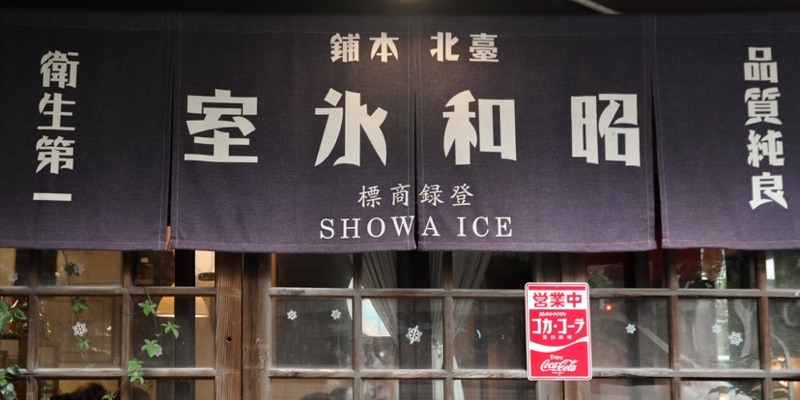 品質純良
臺北本鋪
昭和氷室
登録商標
SHOWA ICE
衛生第一
営業中
コカ・コーラ
Enjoy
Coca-Cola